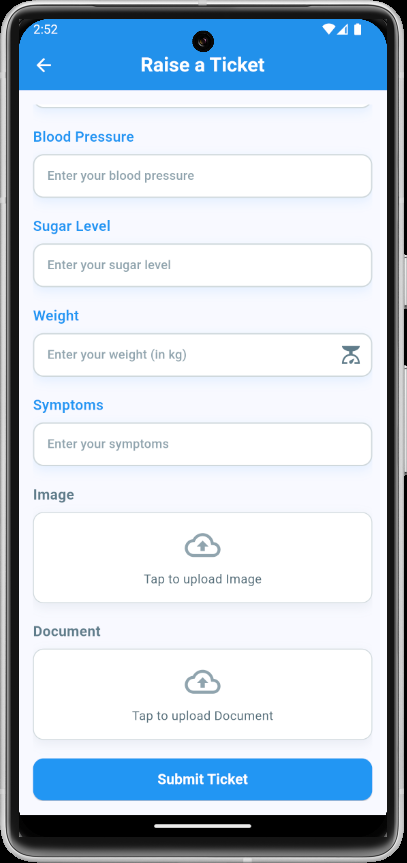 2:52
Raise a Ticket
Blood Pressure
Enter your blood pressure
Sugar Level
Enter your sugar level
Weight
Enter your weight (in kg)
Symptoms
Enter your symptoms
Image
Tap to upload Image
Document
Tap to upload Document
Submit Ticket